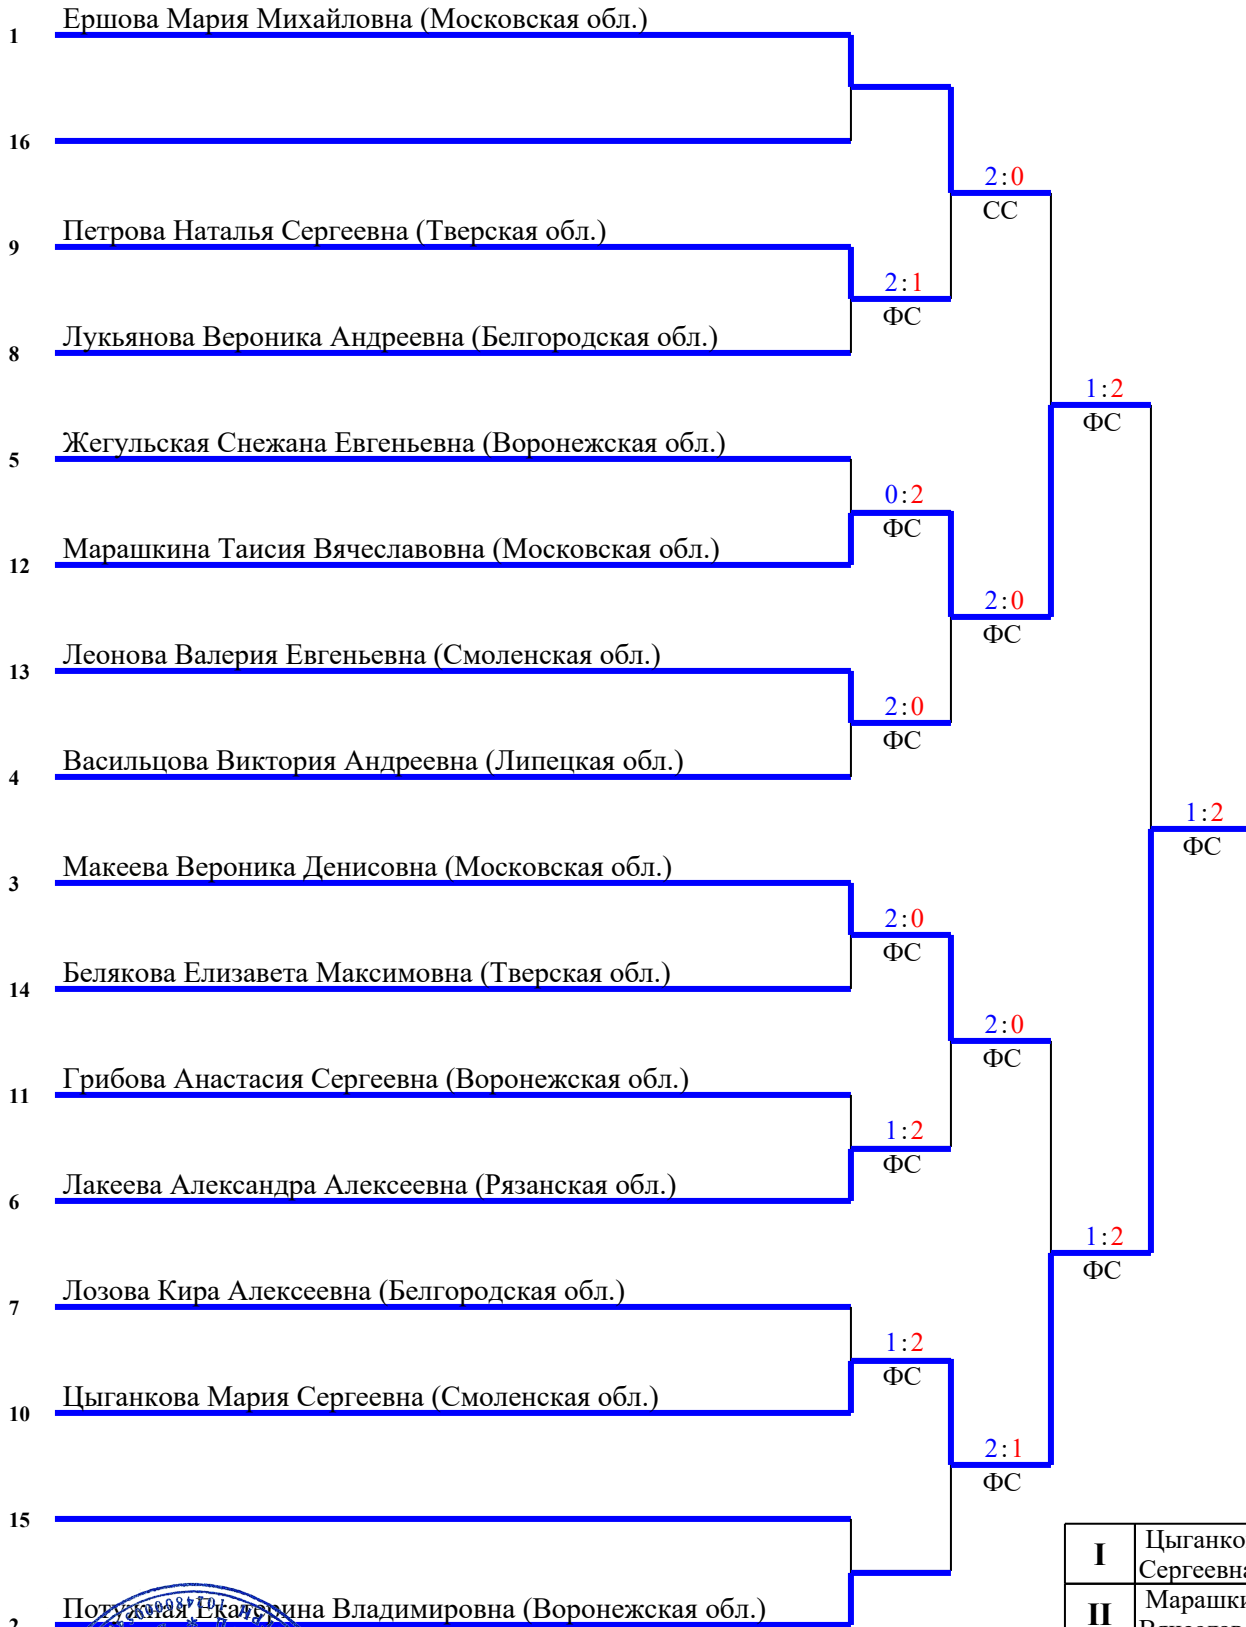 1 Ершова Мария Михайловна (Московская обл.)
16
2:0
СС
9 Петрова Наталья Сергеевна (Тверская обл.)
2:1
ФС
8 Лукьянова Вероника Андреевна (Белгородская обл.)
1:2
ФС
5 Жегульская Снежана Евгеньевна (Воронежская обл.)
0:2
ФС
12 Марашкина Таисия Вячеславовна (Московская обл.)
2:0
ФС
13 Леонова Валерия Евгеньевна (Смоленская обл.)
2:0
ФС
4 Васильцова Виктория Андреевна (Липецкая обл.)
1:2
ФС
3 Макеева Вероника Денисовна (Московская обл.)
2:0
ФС
14 Белякова Елизавета Максимовна (Тверская обл.)
2:0
ФС
11 Грибова Анастасия Сергеевна (Воронежская обл.)
1:2
ФС
6 Лакеева Александра Алексеевна (Рязанская обл.)
1:2
ФС
7 Лозова Кира Алексеевна (Белгородская обл.)
1:2
ФС
10 Цыганкова Мария Сергеевна (Смоленская обл.)
2:1
ФС
15
I Цыганко
Сергеевна
2 Екатерина Владимировна (Воронежская обл.)
II Марашки